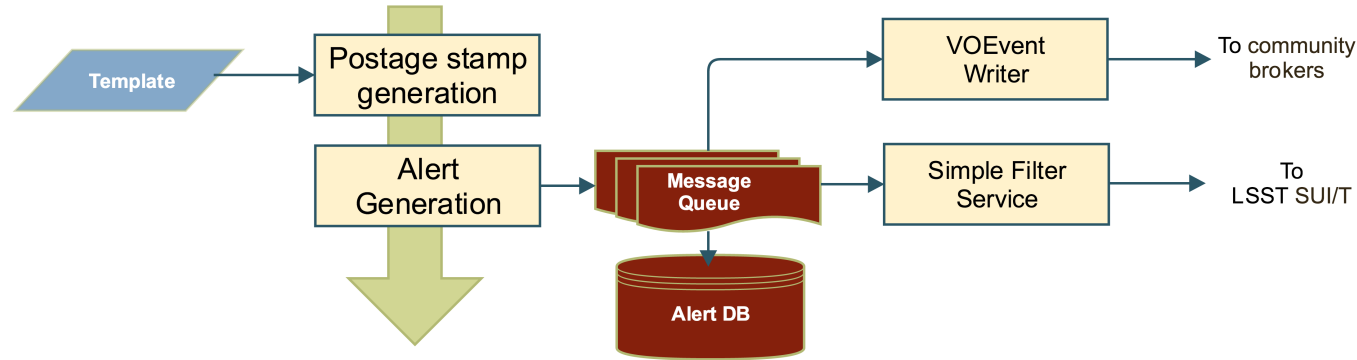 Template
Postage stamp
generation
Alert
Generation
Message
Queue
Alert DB
VOEvent
Writer
To community
brokers
Simple Filter
Service
To
LSST SUI/T